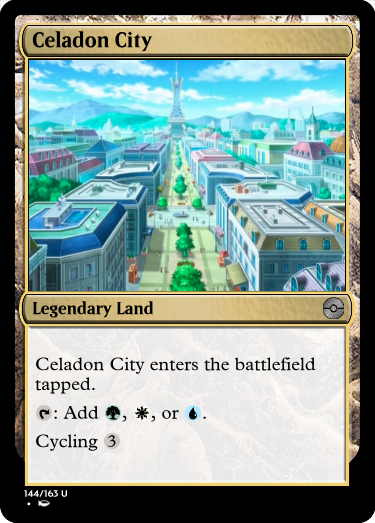 Celadon City
Legendary Land
Celadon City enters the battlefield
tapped.
: Add , , or .
Cycling 3
144/163 U